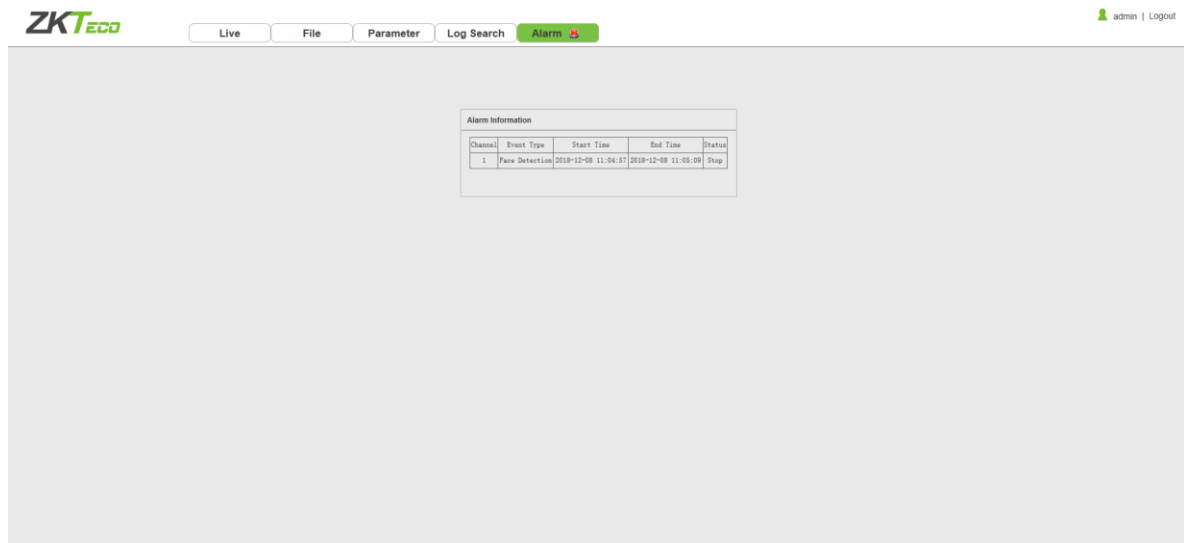 ZKTECO
admin | Logout
Live File Parameter Log Search Alarm
Alarm Information
Channel Event Type Start Time End Time Status
1 Face Detection 2018-12-08 11:04:57 2018-12-08 11:05:09 Stop